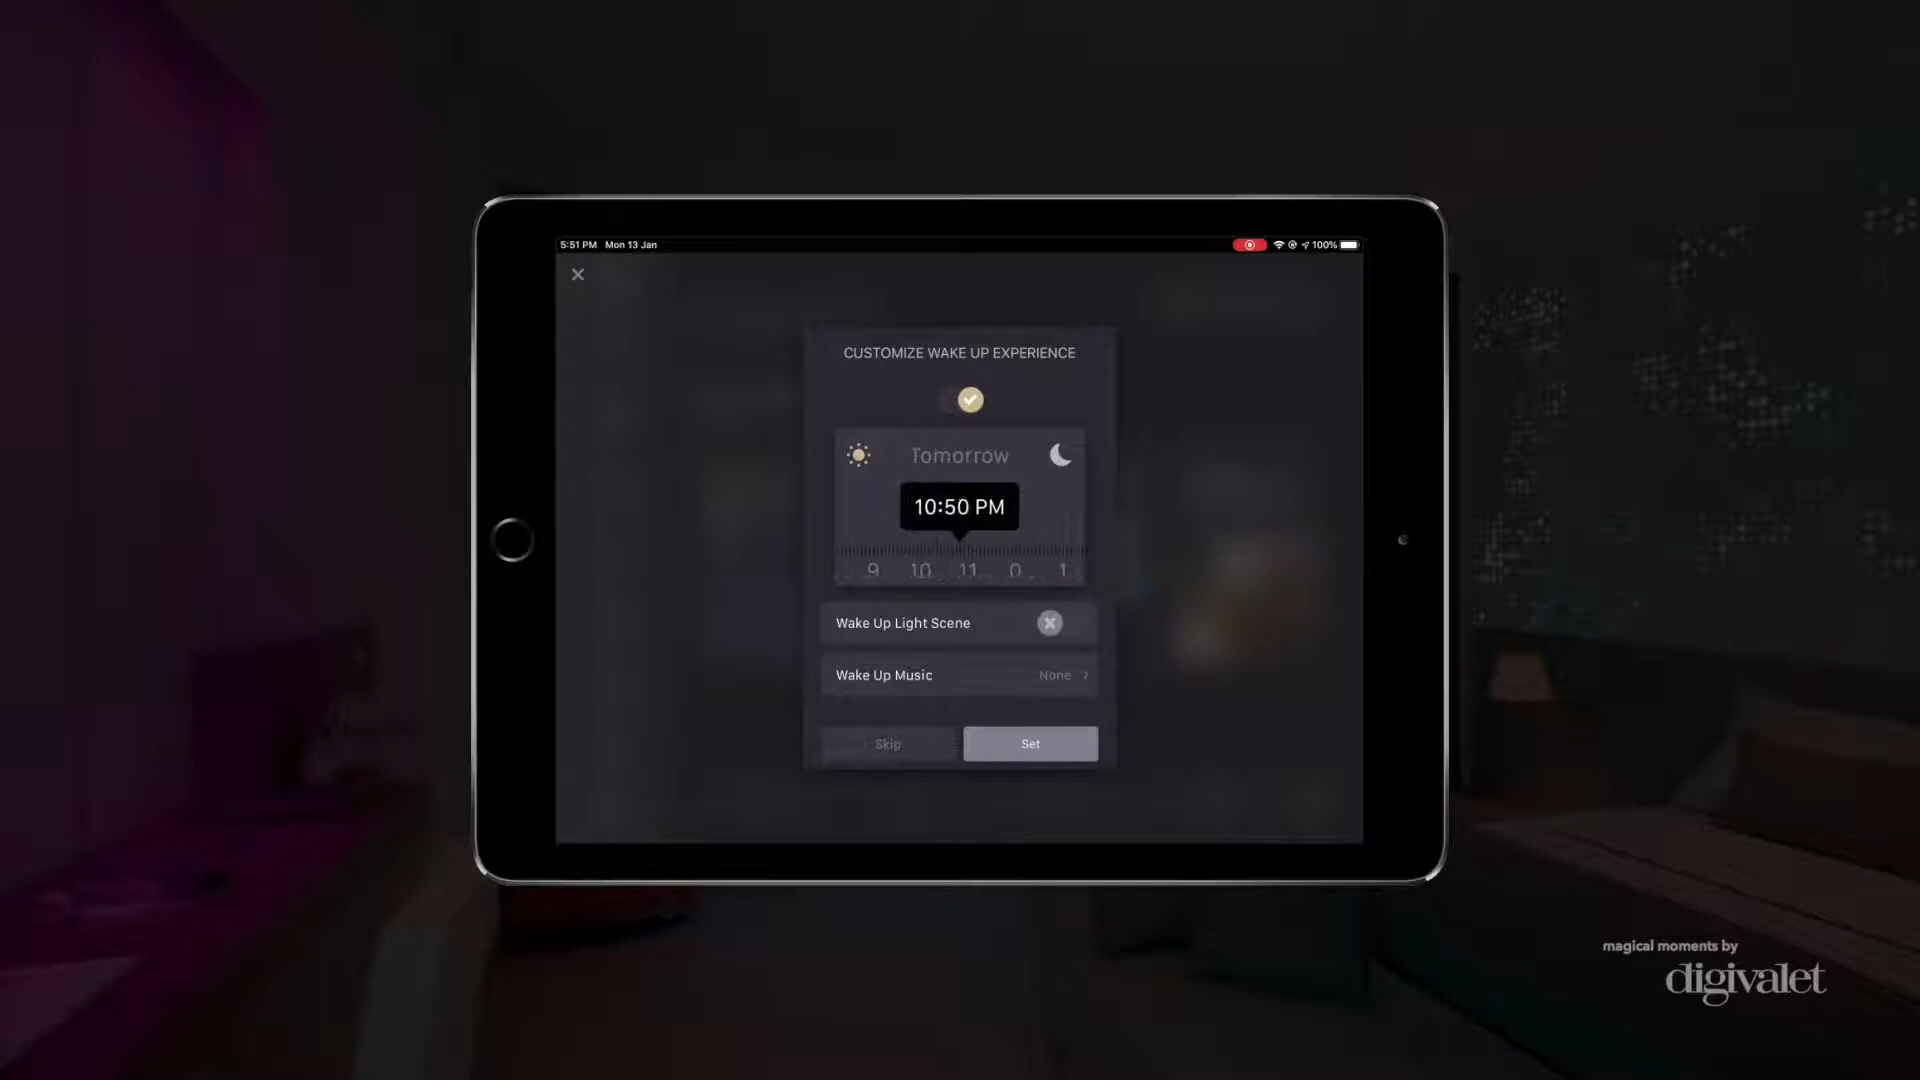 5:51 PM Mon 13 Jan
100%
CUSTOMIZE WAKE UP EXPERIENCE
Tomorrow
10:50 PM
9 10 11 0 1
Wake Up Light Scene
Wake Up Music None
Skip Set
magical moments by
digivalet